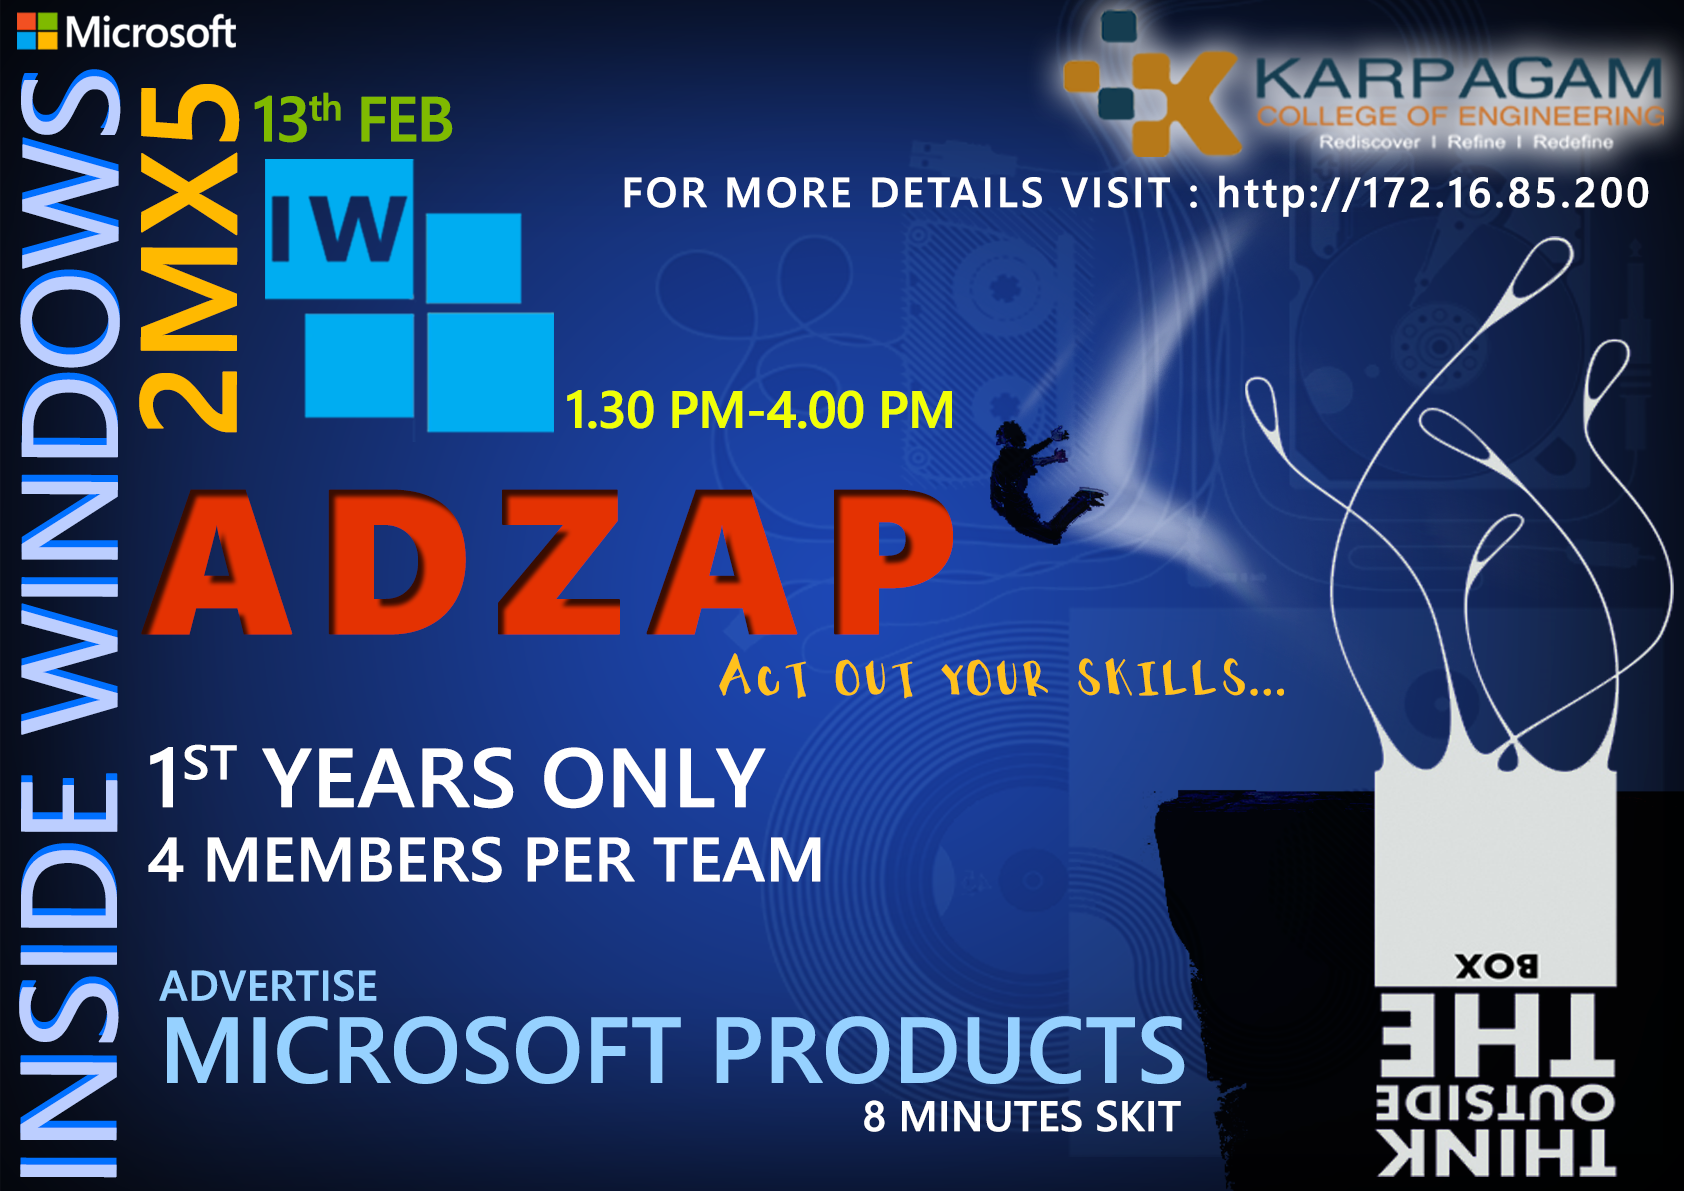 Microsoft
INSIDE WINDOWS
2MX5
13th FEB
IW
KARPAGAM
COLLEGE OF ENGINEERING
Rediscover I Refine I Redefine
FOR MORE DETAILS VISIT : http://172.16.85.200
1.30 PM-4.00 PM
ADZAP
ACT OUT YOUR SKILLS...
1ST YEARS ONLY
4 MEMBERS PER TEAM
ADVERTISE
MICROSOFT PRODUCTS
8 MINUTES SKIT
THINK
OUTSIDE
THE
BOX